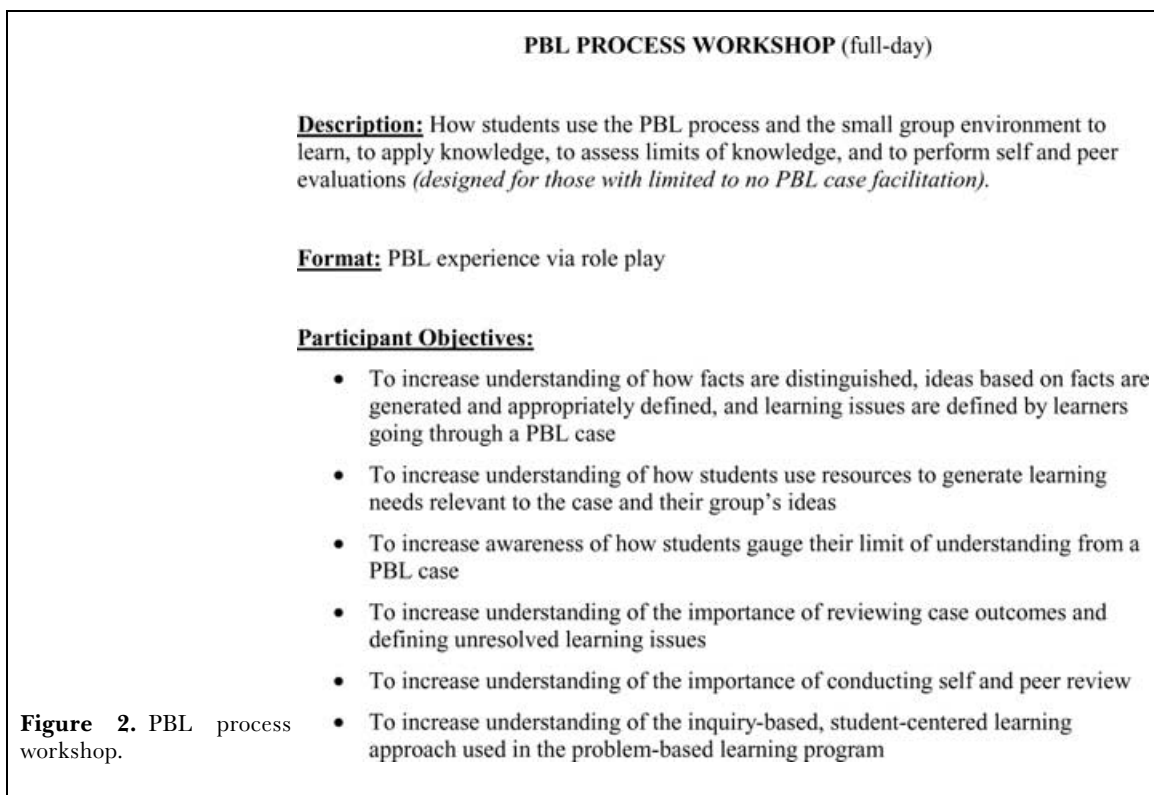 PBL PROCESS WORKSHOP (full-day)
Description: How students use the PBL process and the small group environment to
learn, to apply knowledge, to assess limits of knowledge, and to perform self and peer
evaluations (designed for those with limited to no PBL case facilitation).
Format: PBL experience via role play
Participant Objectives:
• To increase understanding of how facts are distinguished, ideas based on facts are
generated and appropriately defined, and learning issues are defined by learners
going through a PBL case
• To increase understanding of how students use resources to generate learning
needs relevant to the case and their group's ideas
• To increase awareness of how students gauge their limit of understanding from a
PBL case
• To increase understanding of the importance of reviewing case outcomes and
defining unresolved learning issues
• To increase understanding of the importance of conducting self and peer review
• To increase understanding of the inquiry-based, student-centered learning
approach used in the problem-based learning program
Figure 2. PBL process
workshop.